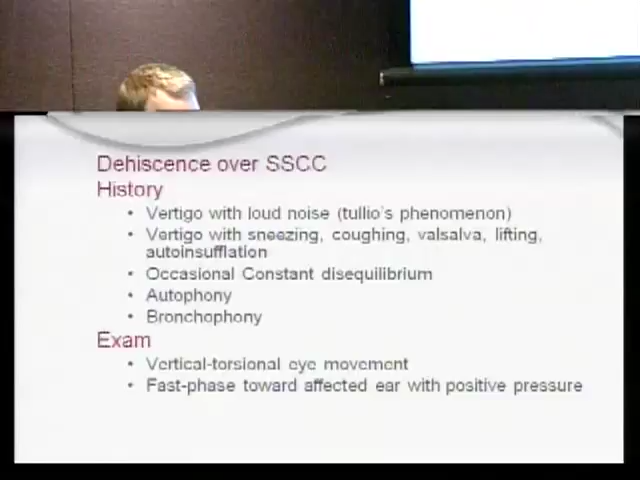 Dehiscence over SSCC
History
• Vertigo with loud noise (tullio's phenomenon)
• Vertigo with sneezing, coughing, valsalva, lifting,
autoinsufflation
• Occasional Constant disequilibrium
• Autophony
• Bronchophony
Exam
• Vertical-torsional eye movement
• Fast-phase toward affected ear with positive pressure